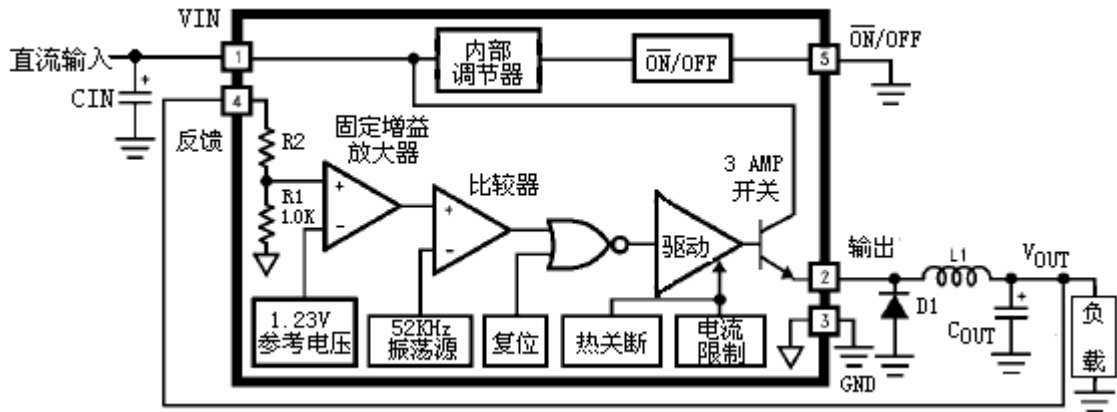 VIN
直流输入
CIN
+
1
4
反馈
内部
调节器
ON/OFF
5
ON/OFF
R2
R1
1.0K
固定增益
放大器
+
−
比较器
+
−
驱动
3 AMP
开关
输出
2
3
GND
L1
D1
VOUT
+
COUT
负
载
1.23V
参考电压
52KHz
振荡源
复位
热关断
电流
限制